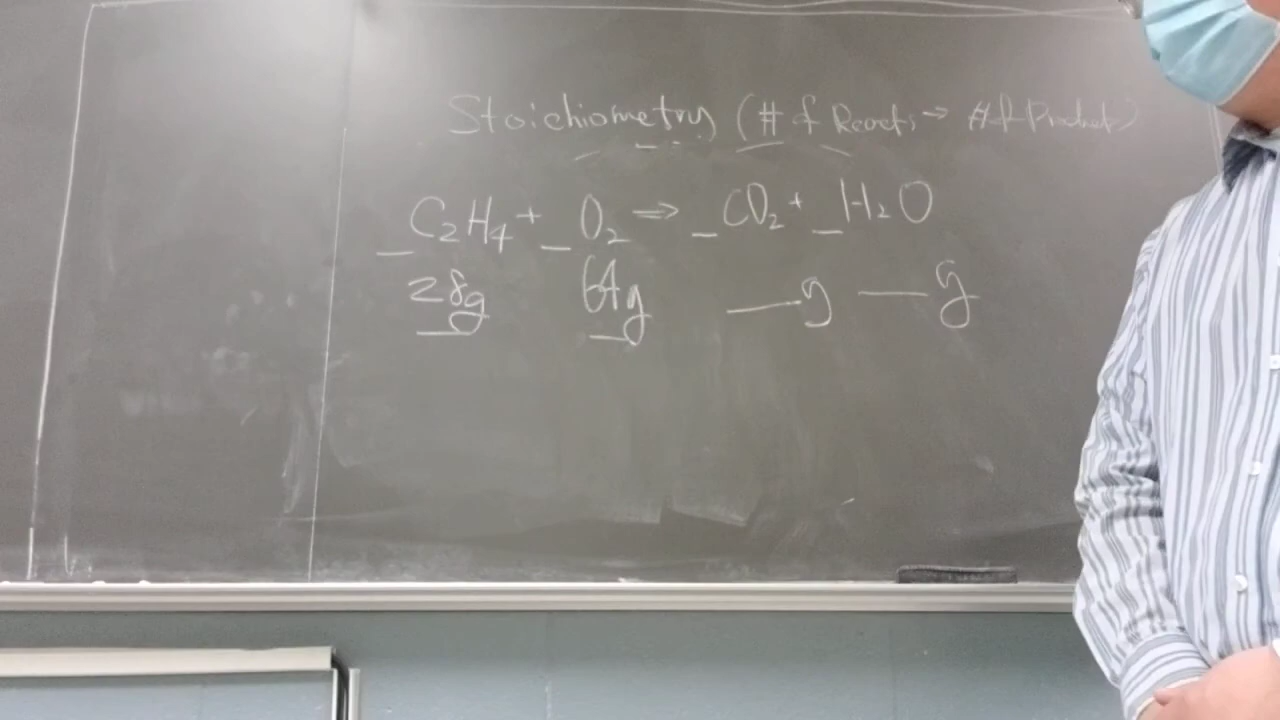 Stoichiometry (# of Reacts → # of Products)
_C₂H₄ + _O₂ ⇒ _CO₂ + _H₂O
28g 64g __g __g